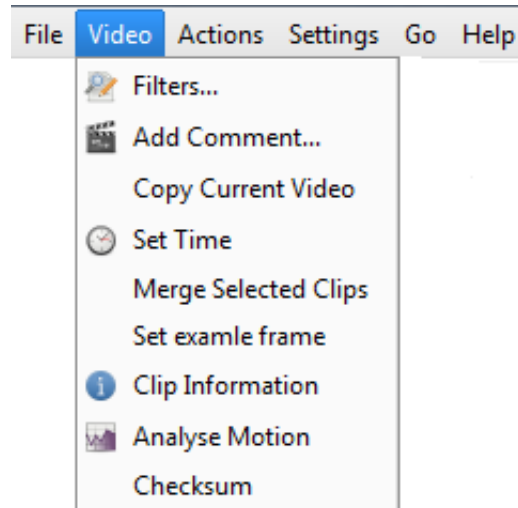 File Video Actions Settings Go Help
Filters...
Add Comment...
Copy Current Video
Set Time
Merge Selected Clips
Set examle frame
Clip Information
Analyse Motion
Checksum